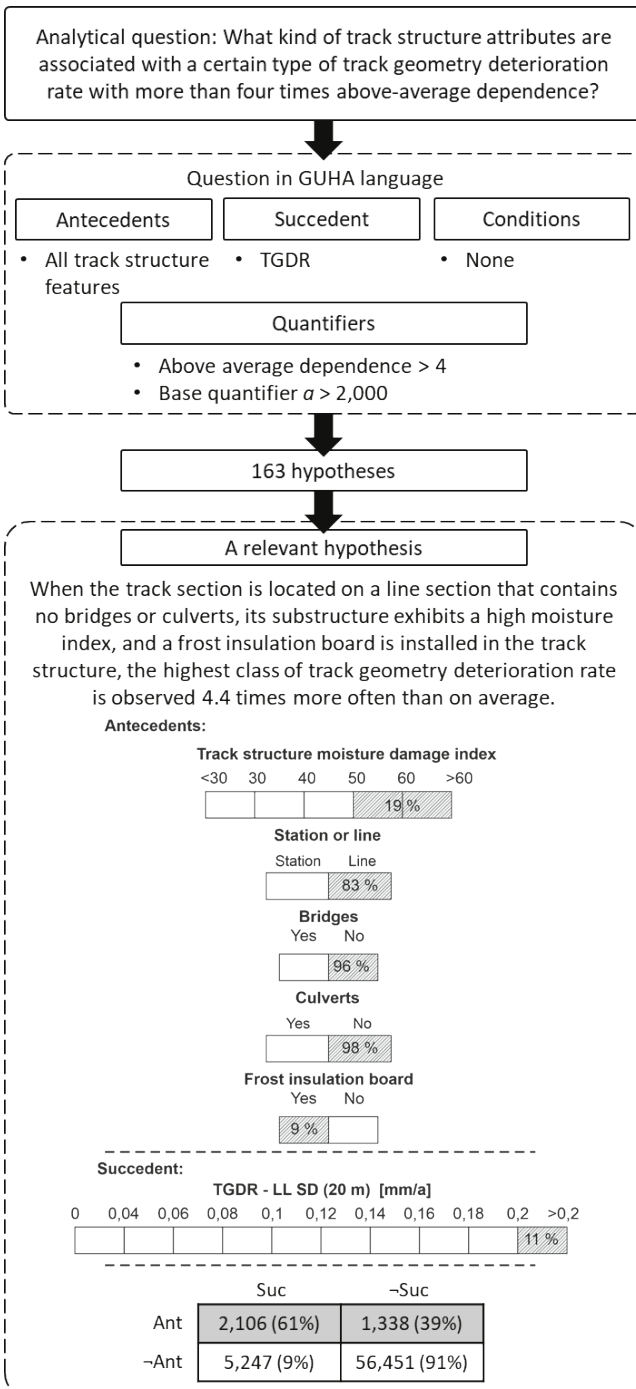 Analytical question: What kind of track structure attributes are
associated with a certain type of track geometry deterioration
rate with more than four times above-average dependence?
Question in GUHA language
Antecedents
Succedent
Conditions
• All track structure
features
• TGDR
• None
Quantifiers
• Above average dependence > 4
• Base quantifier a > 2,000
163 hypotheses
A relevant hypothesis
When the track section is located on a line section that contains
no bridges or culverts, its substructure exhibits a high moisture
index, and a frost insulation board is installed in the track
structure, the highest class of track geometry deterioration rate
is observed 4.4 times more often than on average.
Antecedents:
Track structure moisture damage index
<30 30 40 50 60 >60
19 %
Station or line
Station Line
83 %
Bridges
Yes No
96 %
Culverts
Yes No
98 %
Frost insulation board
Yes No
9 %
Succedent:
TGDR - LL SD (20 m) [mm/a]
0 0,04 0,06 0,08 0,10 0,12 0,14 0,16 0,18 0,2 >0,2
11 %
Suc ¬Suc
Ant 2,106 (61%) 1,338 (39%)
¬Ant 5,247 (9%) 56,451 (91%)